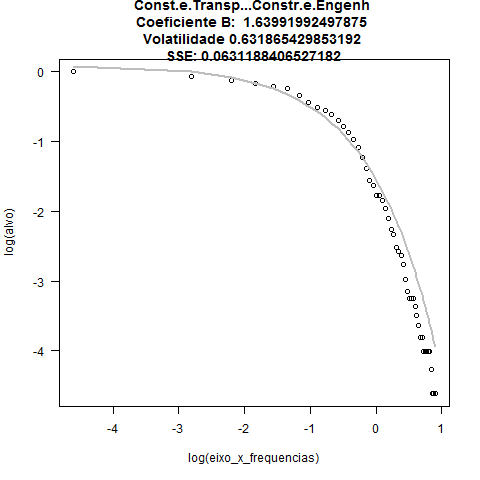 Const.e.Transp...Constr.e.Engenh
Coeficiente B: 1.63991992497875
Volatilidade 0.631865429853192
SSE: 0.0631188406527182
0
-1
-2
-3
-4
log(alvo)
-4 -3 -2 -1 0 1
log(eixo_x_frequencias)